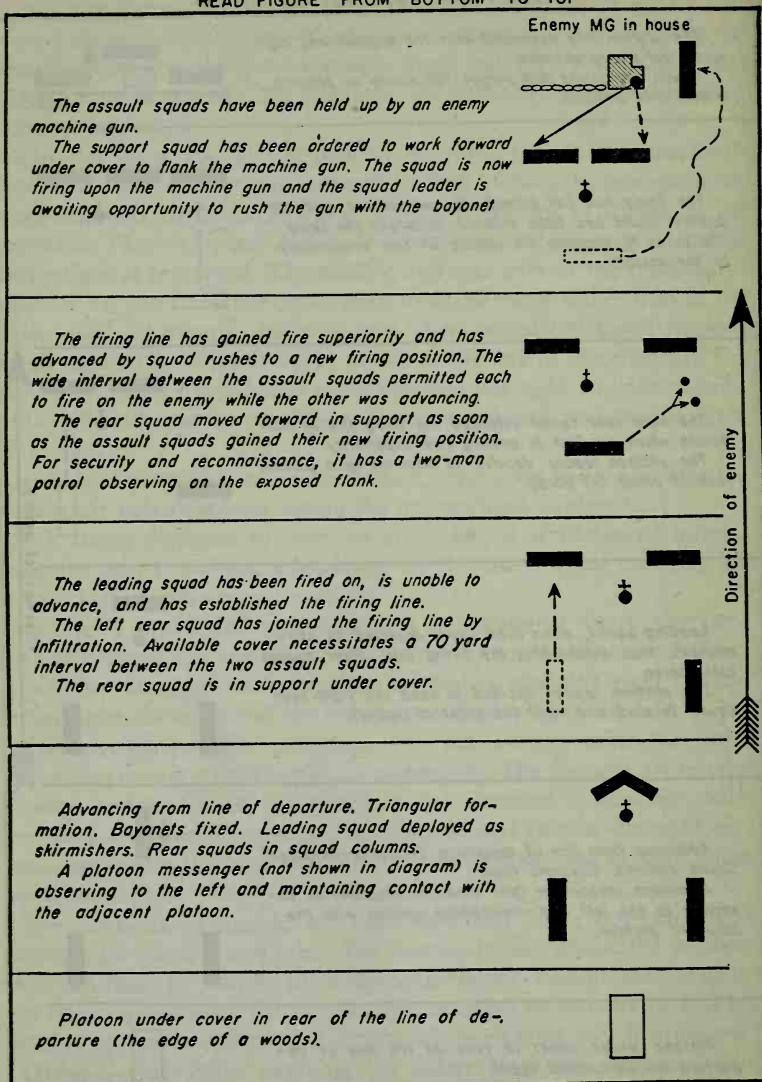 READ FIGURE FROM BOTTOM TO TOP
Enemy MG in house
The assault squads have been held up by an enemy
machine gun.
The support squad has been ordered to work forward
under cover to flank the machine gun. The squad is now
firing upon the machine gun and the squad leader is
awaiting opportunity to rush the gun with the bayonet
The firing line has gained fire superiority and has
advanced by squad rushes to a new firing position. The
wide interval between the assault squads permitted each
to fire on the enemy while the other was advancing.
The rear squad moved forward in support as soon
as the assault squads gained their new firing position.
For security and reconnaissance, it has a two-man
patrol observing on the exposed flank.
Direction of enemy
The leading squad has been fired on, is unable to
advance, and has established the firing line.
The left rear squad has joined the firing line by
Infiltration. Available cover necessitates a 70 yard
interval between the two assault squads.
The rear squad is in support under cover.
Advancing from line of departure. Triangular for-
mation. Bayonets fixed. Leading squad deployed as
skirmishers. Rear squads in squad columns.
A platoon messenger (not shown in diagram) is
observing to the left and maintaining contact with
the adjacent platoon.
Platoon under cover in rear of the line of de-
parture (the edge of a woods).